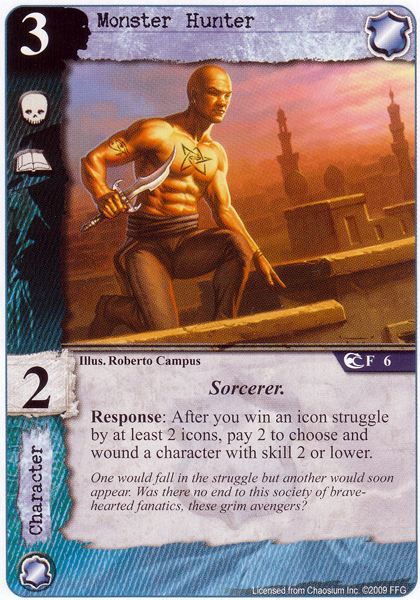 3
Monster Hunter
Illus. Roberto Campus
F 6
2
Sorcerer.
Response: After you win an icon struggle
by at least 2 icons, pay 2 to choose and
wound a character with skill 2 or lower.
One would fall in the struggle but another would soon
appear. Was there no end to this society of brave-
hearted fanatics, these grim avengers?
Character
Licensed from Chaosium Inc. ©2009 FFG